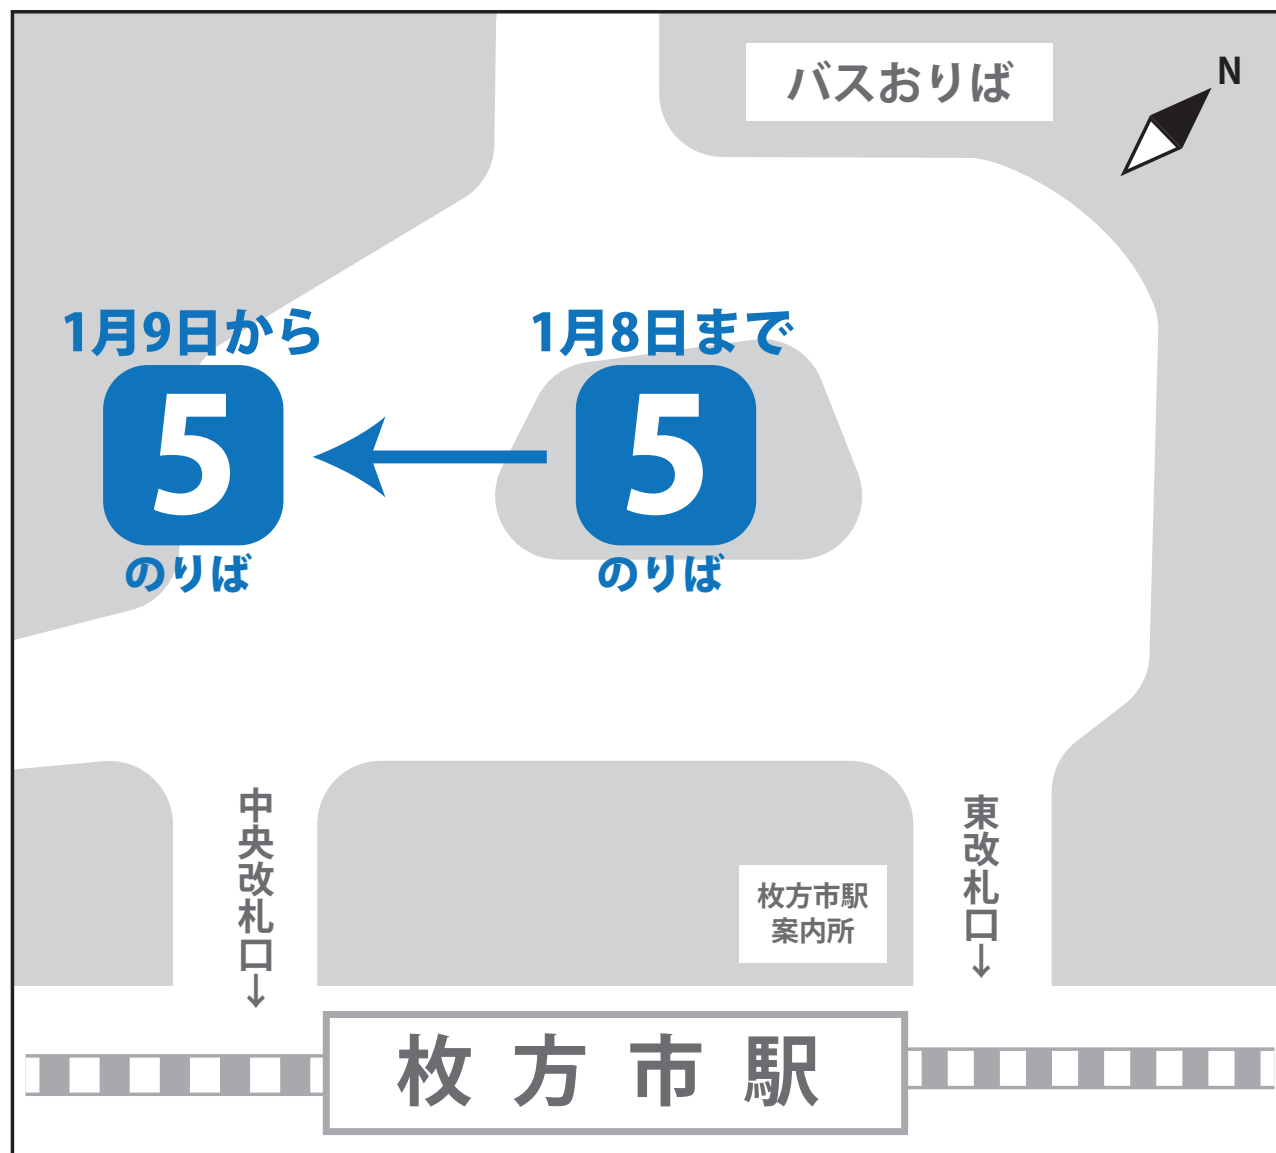 バスおりば
N
1月9日から
5
のりば
1月8日まで
5
のりば
中央改札口→
枚方市駅
案内所
東改札口→
枚方市駅